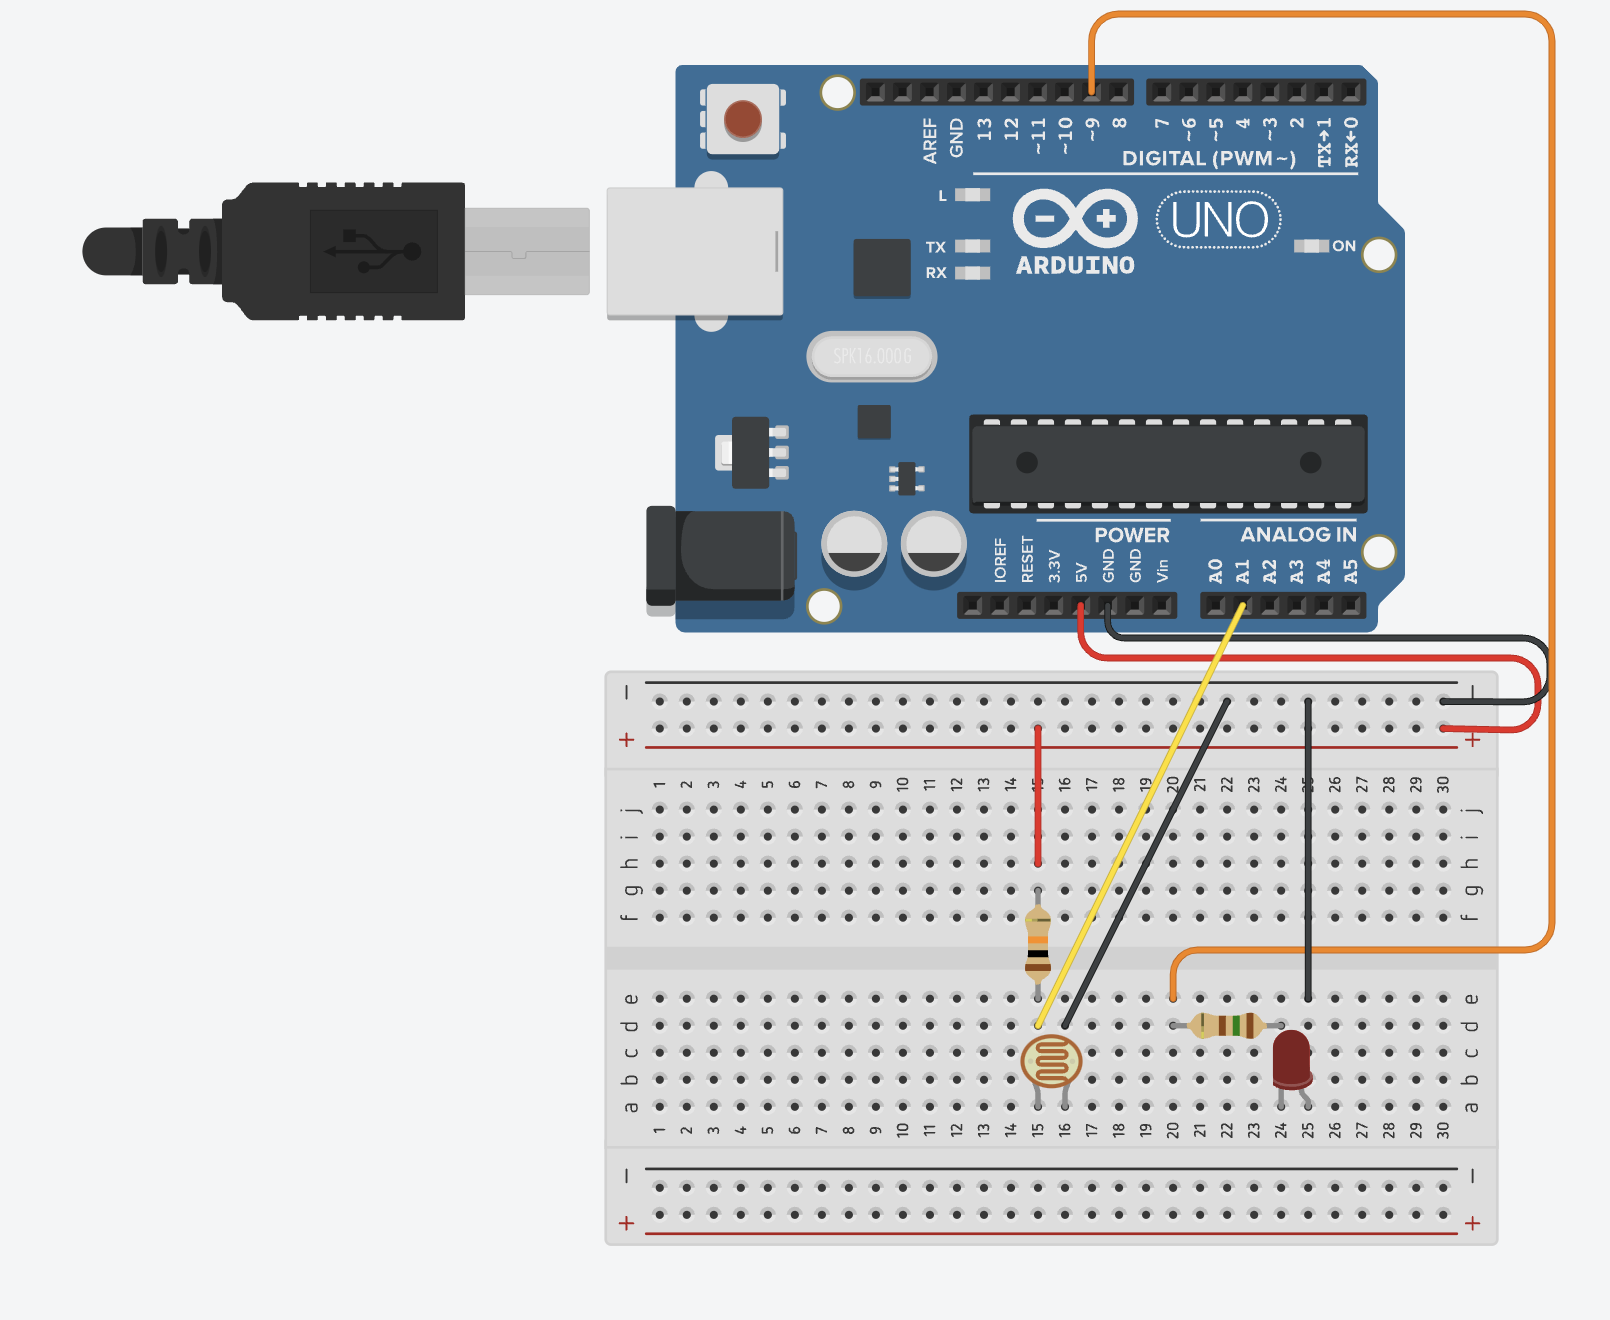 AREF GND 13 12 ~11 ~10 ~9 8 7 ~6 ~5 4 ~3 2 TX→1 RX←0
DIGITAL (PWM~)
L
TX
RX
UNO
ON
ARDUINO
SPK16.000G
POWER
ANALOG IN
IOREF RESET 3.3V 5V GND GND Vin A0 A1 A2 A3 A4 A5
− −
+ +
1 2 3 4 5 6 7 8 9 10 11 12 13 14 15 16 17 18 19 20 21 22 23 24 25 26 27 28 29 30
j j
i i
h h
g g
f f
e e
d d
c c
b b
a a
1 2 3 4 5 6 7 8 9 10 11 12 13 14 15 16 17 18 19 20 21 22 23 24 25 26 27 28 29 30
− −
+ +